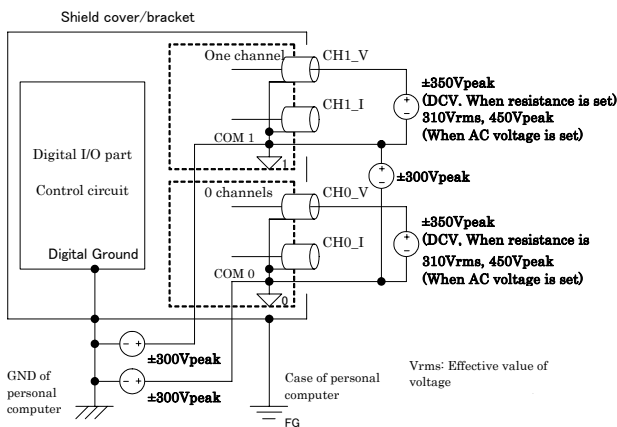 Shield cover/bracket
One channel
CH1_V
±350Vpeak
(DCV. When resistance is set)
310Vrms, 450Vpeak
(When AC voltage is set)
CH1_I
COM 1
1
Digital I/O part
Control circuit
±300Vpeak
0 channels
CH0_V
±350Vpeak
(DCV. When resistance is
310Vrms, 450Vpeak
(When AC voltage is set)
CH0_I
Digital Ground
COM 0
0
±300Vpeak
±300Vpeak
GND of
personal
computer
Case of personal
computer
FG
Vrms: Effective value of
voltage